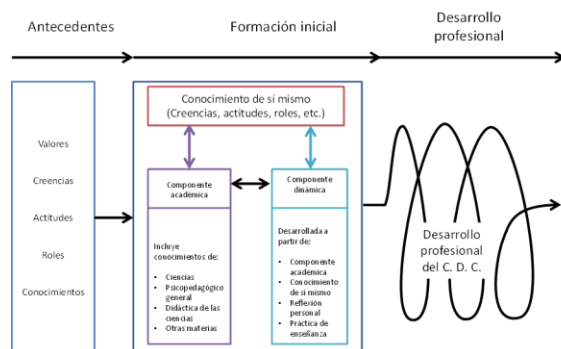 Antecedentes
Formación inicial
Desarrollo
profesional
Valores
Creencias
Actitudes
Roles
Conocimientos
Conocimiento de si mismo
(Creencias, actitudes, roles, etc.)
Componente
académica
Incluye
conocimientos de:
• Ciencias
• Psicopedagógico
general
• Didáctica de las
ciencias
• Otras materias
Componente
dinámica
Desarrollada a
partir de:
• Componente
académica
• Conocimiento
de si mismo
• Reflexión
personal
• Práctica de
enseñanza
Desarrollo
profesional
del C. D. C.